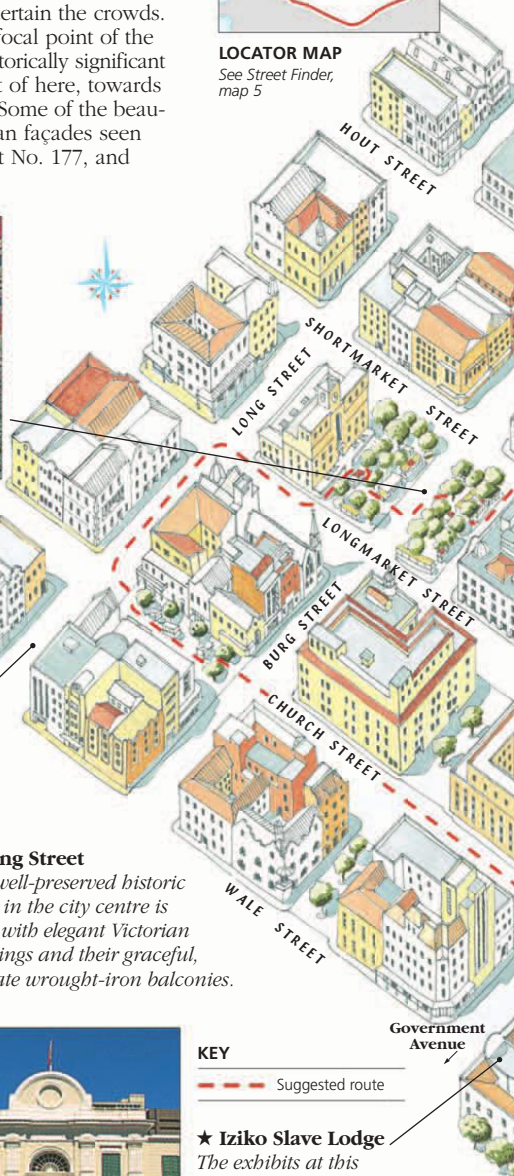 ertain the crowds.
focal point of the
torically significant
t of here, towards
Some of the beau-
an façades seen
t No. 177, and
LOCATOR MAP
See Street Finder,
map 5
HOUT STREET
SHORTMARKET STREET
LONG STREET
LONGMARKET STREET
BURG STREET
CHURCH STREET
WALE STREET
ng Street
well-preserved historic
in the city centre is
with elegant Victorian
ings and their graceful,
ate wrought-iron balconies.
Government
Avenue
KEY
Suggested route
★ Iziko Slave Lodge
The exhibits at this